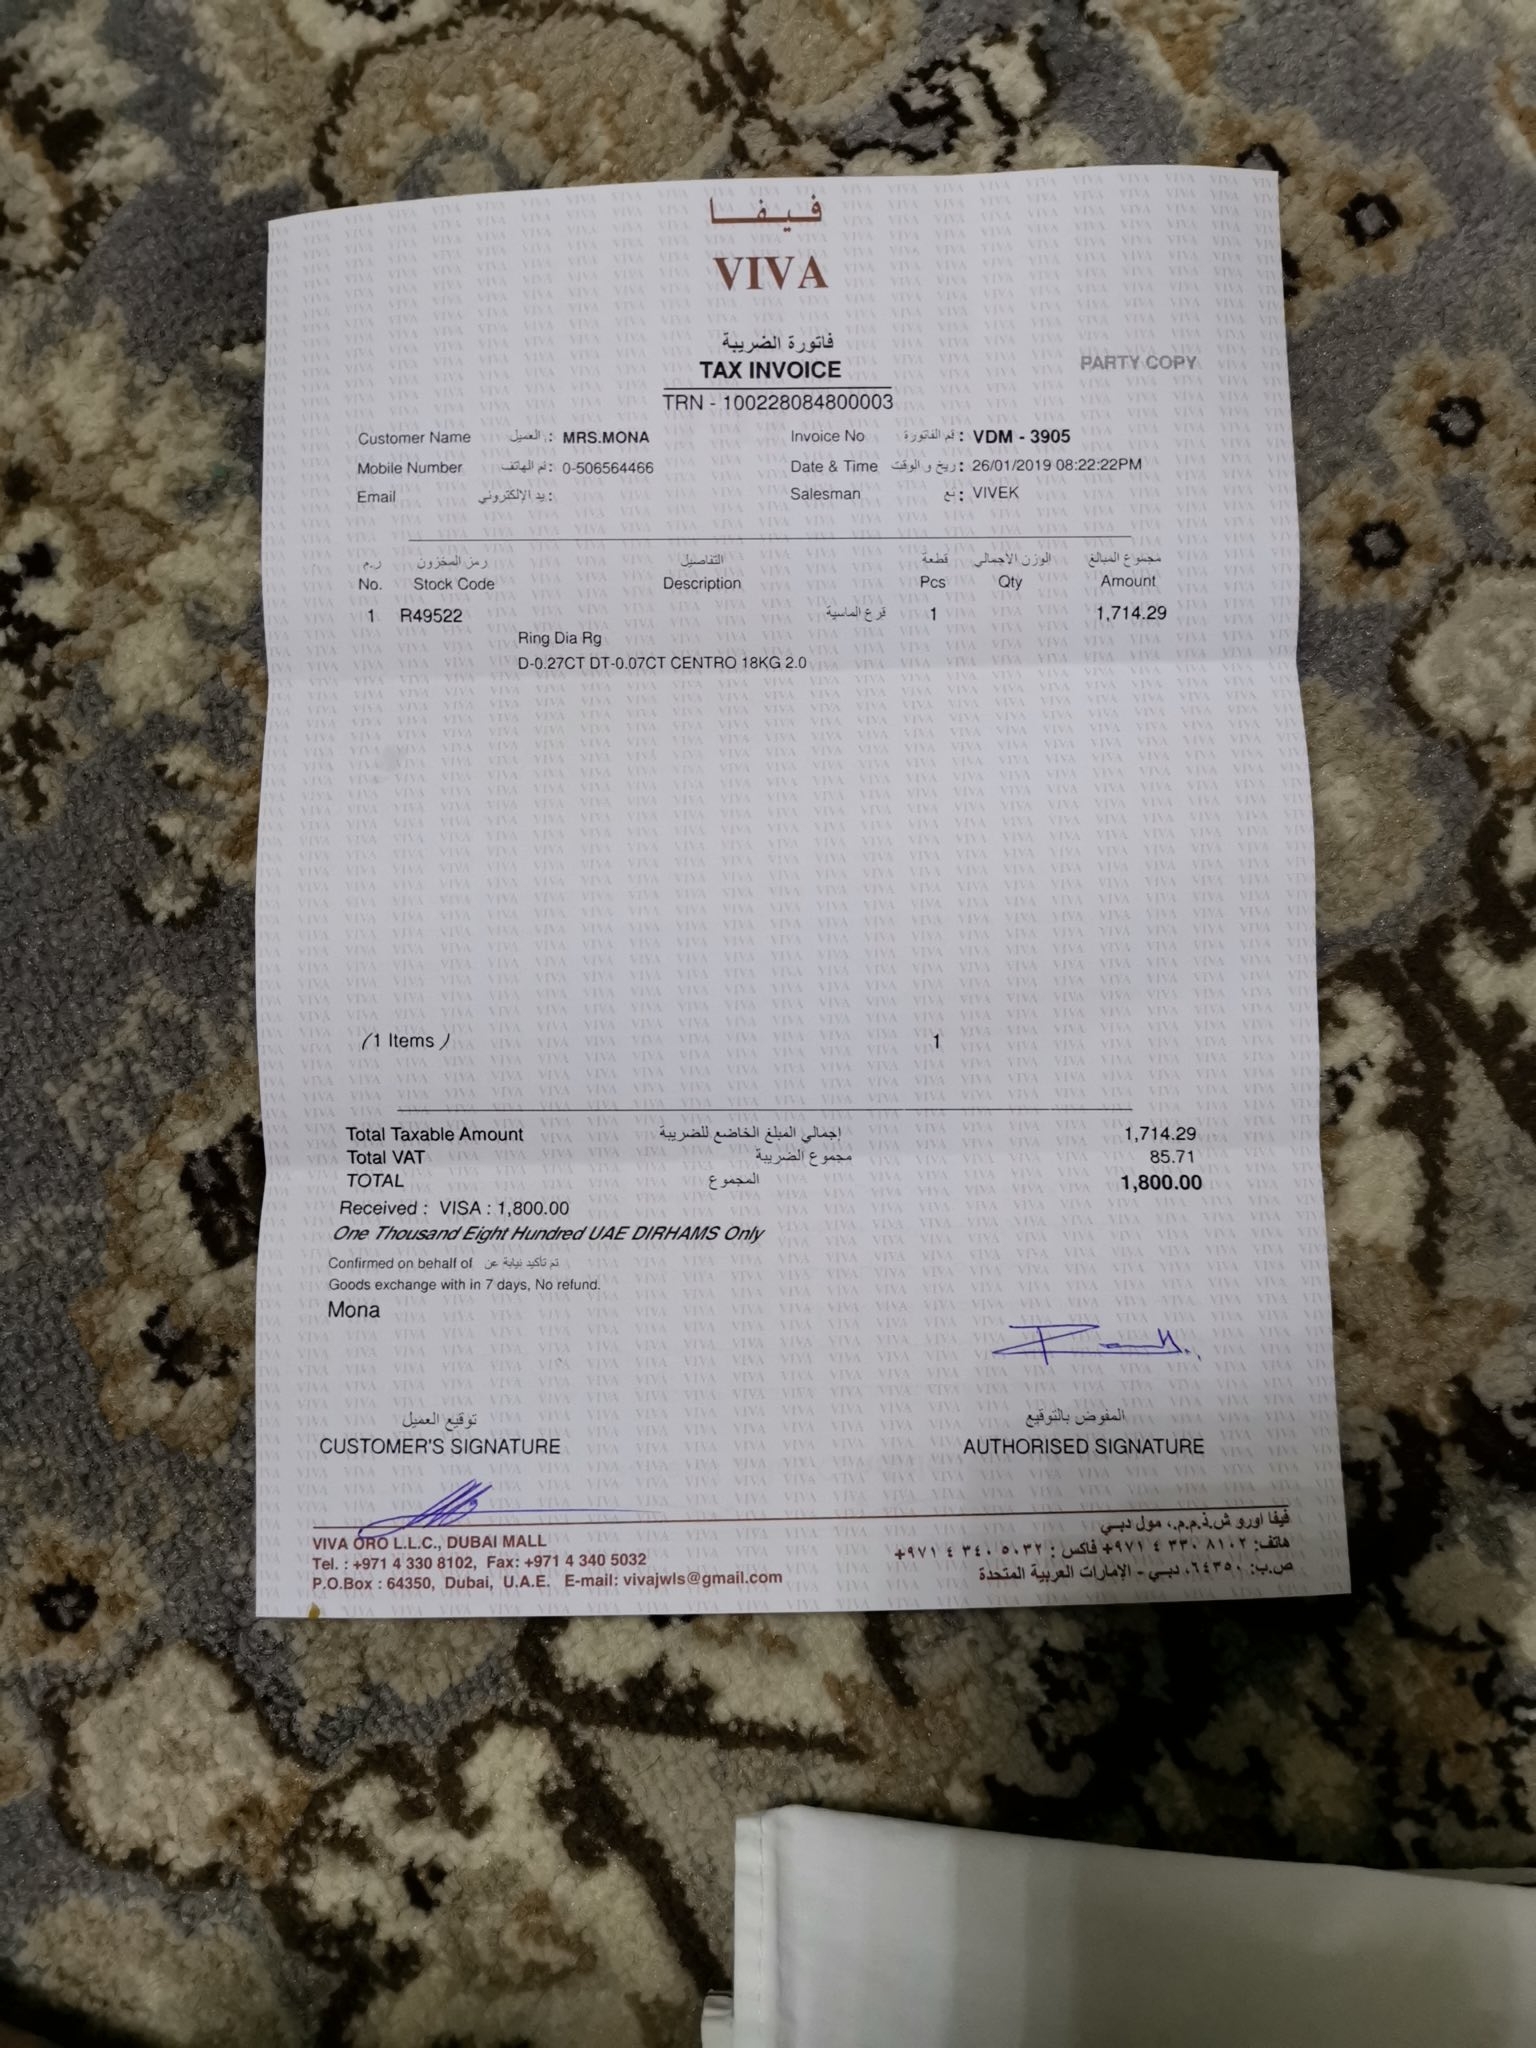 فيفا
VIVA
فاتورة الضريبة
TAX INVOICE
PARTY COPY
TRN - 100228084800003
Customer Name العميل : MRS.MONA
Invoice No قم الفاتورة : VDM - 3905
Mobile Number قم الهاتف : 0-506564466
Date & Time ريخ و الوقت : 26/01/2019 08:22:22PM
Email يد الإلكتروني :
Salesman ئع : VIVEK
ر.م رمز المخزون التفاصيل قطعة الوزن الاجمالي مجموع المبالغ
No. Stock Code Description Pcs Qty Amount
1 R49522 الماسية 1 1,714.29
Ring Dia Rg
D-0.27CT DT-0.07CT CENTRO 18KG 2.0
(1 Items) 1
Total Taxable Amount إجمالي المبلغ الخاضع للضريبة 1,714.29
Total VAT مجموع الضريبة 85.71
TOTAL المجموع 1,800.00
Received : VISA : 1,800.00
One Thousand Eight Hundred UAE DIRHAMS Only
Confirmed on behalf of تم تأكيد نيابة عن
Goods exchange with in 7 days, No refund.
Mona
توقيع العميل
CUSTOMER'S SIGNATURE
المفوض بالتوقيع
AUTHORISED SIGNATURE
VIVA ORO L.L.C., DUBAI MALL
Tel. : +971 4 330 8102, Fax: +971 4 340 5032
P.O.Box : 64350, Dubai, U.A.E. E-mail: vivajwls@gmail.com
فيفا اورو ش.ذ.م.م.، مول دبـي
هاتف: ٨١٠٢ ٣٣٠ ٤ ٩٧١+ فاكس : ٥٠٣٢ ٣٤٠ ٤ ٩٧١+
ص.ب: ٦٤٣٥٠، دبـي - الإمارات العربية المتحدة